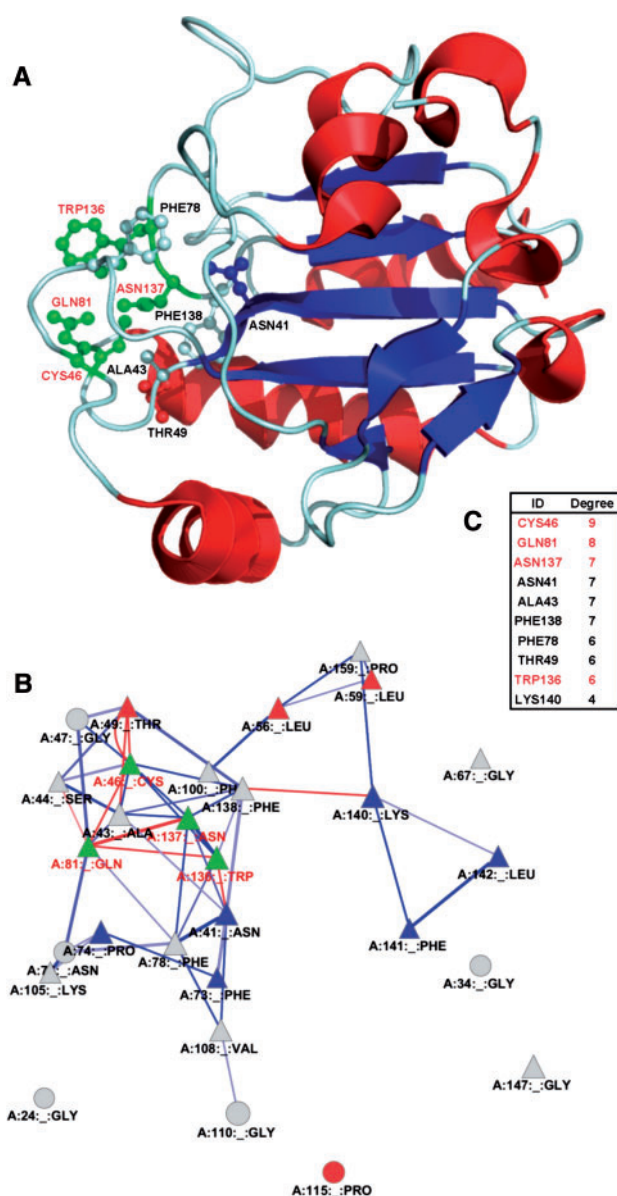 A
TRP136
PHE78
GLN81
ASN137
PHE138
ASN41
CYS46
ALA43
THR49
C
ID Degree
CYS46 9
GLN81 8
ASN137 7
ASN41 7
ALA43 7
PHE138 7
PHE78 6
THR49 6
TRP136 6
LYS140 4
B
A:159:_:PRO
A:59:_:LEU
A:56:_:LEU
A:49:_:THR
A:47:_:GLY
A:46:_:CYS
A:67:_:GLY
A:44:_:SER
A:138:_:PHE
A:140:_:LYS
A:43:_:ALA
A:137:_:ASN
A:81:_:GLN
A:142:_:LEU
A:41:_:ASN
A:141:_:PHE
A:74:_:PRO
A:78:_:PHE
A:105:_:LYS
A:73:_:PHE
A:34:_:GLY
A:108:_:VAL
A:147:_:GLY
A:24:_:GLY
A:110:_:GLY
A:115:_:PRO